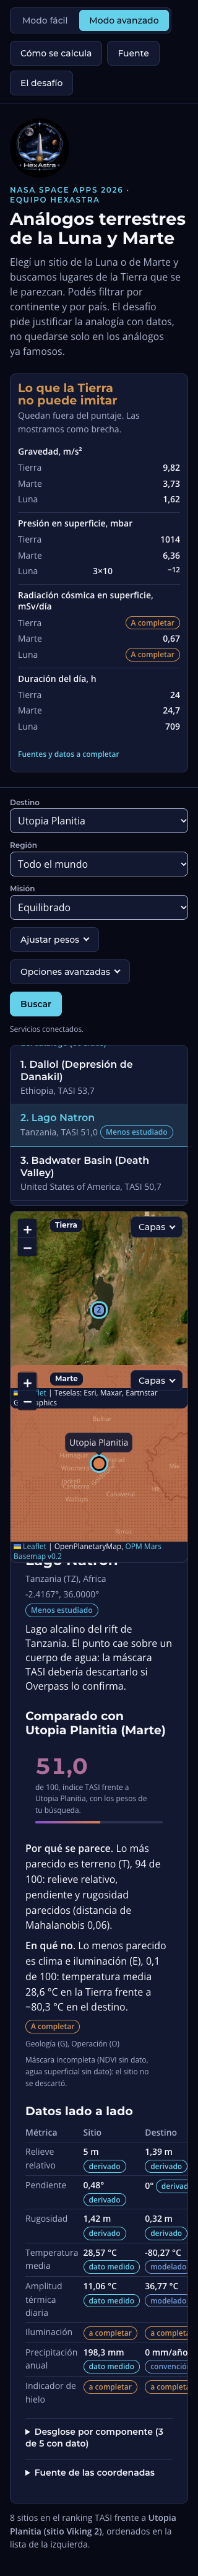 Modo fácil
Modo avanzado
Cómo se calcula
Fuente
El desafío
HexAstra
NASA SPACE APPS 2026 ·
EQUIPO HEXASTRA
Análogos terrestres
de la Luna y Marte
Elegí un sitio de la Luna o de Marte y
buscamos lugares de la Tierra que se
le parezcan. Podés filtrar por
continente y por país. El desafío
pide justificar la analogía con datos,
no quedarse solo en los análogos
ya famosos.
Lo que la Tierra
no puede imitar
Quedan fuera del puntaje. Las
mostramos como brecha.
Gravedad, m/s²
Tierra 9,82
Marte 3,73
Luna 1,62
Presión en superficie, mbar
Tierra 1014
Marte 6,36
Luna 3×10 −12
Radiación cósmica en superficie,
mSv/día
Tierra A completar
Marte 0,67
Luna A completar
Duración del día, h
Tierra 24
Marte 24,7
Luna 709
Fuentes y datos a completar
Destino
Utopia Planitia
Región
Todo el mundo
Misión
Equilibrado
Ajustar pesos
Opciones avanzadas
Buscar
Servicios conectados.
1. Dallol (Depresión de
Danakil)
Ethiopia, TASI 53,7
2. Lago Natron
Tanzania, TASI 51,0 Menos estudiado
3. Badwater Basin (Death
Valley)
United States of America, TASI 50,7
+
−
Tierra
Capas
2
+
−
Marte
Capas
| Teselas: Esri, Maxar, Earthstar
Utopia Planitia
Leaflet | OpenPlanetaryMap, OPM Mars
Basemap v0.2
Lago Natron
Tanzania (TZ), Africa
-2.4167°, 36.0000°
Menos estudiado
Lago alcalino del rift de
Tanzania. El punto cae sobre un
cuerpo de agua: la máscara
TASI debería descartarlo si
Overpass lo confirma.
Comparado con
Utopia Planitia (Marte)
51,0
de 100, índice TASI frente a
Utopia Planitia, con los pesos de
tu búsqueda.
Por qué se parece. Lo más
parecido es terreno (T), 94 de
100: relieve relativo,
pendiente y rugosidad
parecidos (distancia de
Mahalanobis 0,06).
En qué no. Lo menos parecido
es clima e iluminación (E), 0,1
de 100: temperatura media
28,6 °C en la Tierra frente a
−80,3 °C en el destino.
A completar
Geología (G), Operación (O)
Máscara incompleta (NDVI sin dato,
agua superficial sin dato): el sitio no
se descartó.
Datos lado a lado
Métrica Sitio Destino
Relieve relativo 5 m derivado 1,39 m derivado
Pendiente 0,48° derivado 0°
Rugosidad 1,42 m derivado 0,32 m derivado
Temperatura media 28,57 °C dato medido -80,27 °C modelado
Amplitud térmica diaria 11,06 °C dato medido 36,77 °C modelado
Iluminación a completar
Precipitación anual 198,3 mm dato medido 0 mm/año
Indicador de hielo a completar
Desglose por componente (3
de 5 con dato)
Fuente de las coordenadas
8 sitios en el ranking TASI frente a Utopia
Planitia (sitio Viking 2), ordenados en la
lista de la izquierda.